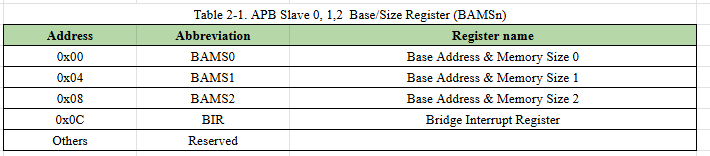 Table 2-1. APB Slave 0, 1,2 Base/Size Register (BAMSn)
Address Abbreviation Register name
0x00 BAMS0 Base Address & Memory Size 0
0x04 BAMS1 Base Address & Memory Size 1
0x08 BAMS2 Base Address & Memory Size 2
0x0C BIR Bridge Interrupt Register
Others Reserved